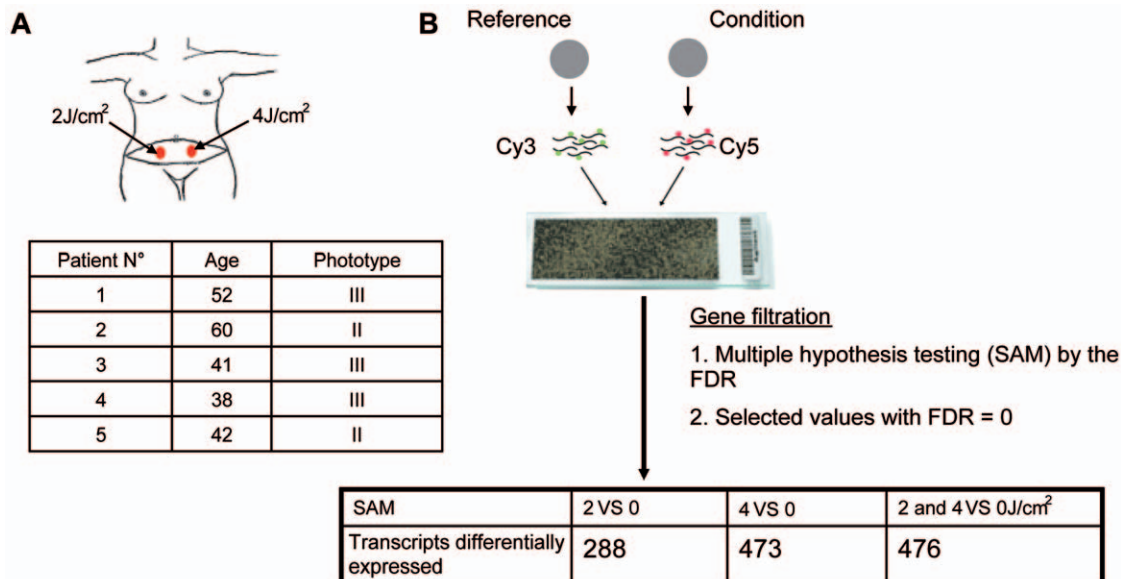 A
2J/cm²
4J/cm²
Patient N° Age Phototype
1 52 III
2 60 II
3 41 III
4 38 III
5 42 II
B
Reference Condition
Cy3 Cy5
Gene filtration
1. Multiple hypothesis testing (SAM) by the
FDR
2. Selected values with FDR = 0
SAM 2 VS 0 4 VS 0 2 and 4 VS 0J/cm²
Transcripts differentially
expressed 288 473 476